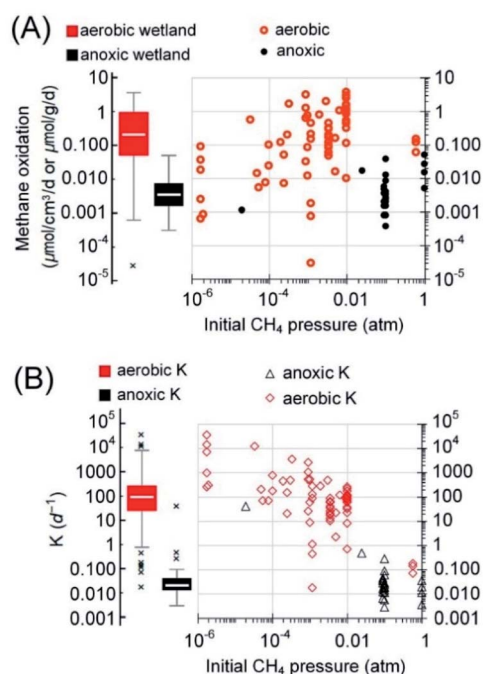 (A)
aerobic wetland
aerobic
anoxic wetland
anoxic
Methane oxidation
(μmol/cm³/d or μmol/g/d)
1
0.100
0.010
0.001
10⁻⁴
10⁻⁵
10
1
0.100
0.010
0.001
10⁻⁴
10⁻⁵
10⁻⁶
10⁻⁴
0.01
1
Initial CH₄ pressure (atm)
(B)
aerobic K
anoxic K
anoxic K
aerobic K
K (d⁻¹)
10⁵
10⁴
1000
100
10
1
0.100
0.010
0.001
10⁵
10⁴
1000
100
10
1
0.100
0.010
0.001
10⁻⁶
10⁻⁴
0.01
1
Initial CH₄ pressure (atm)